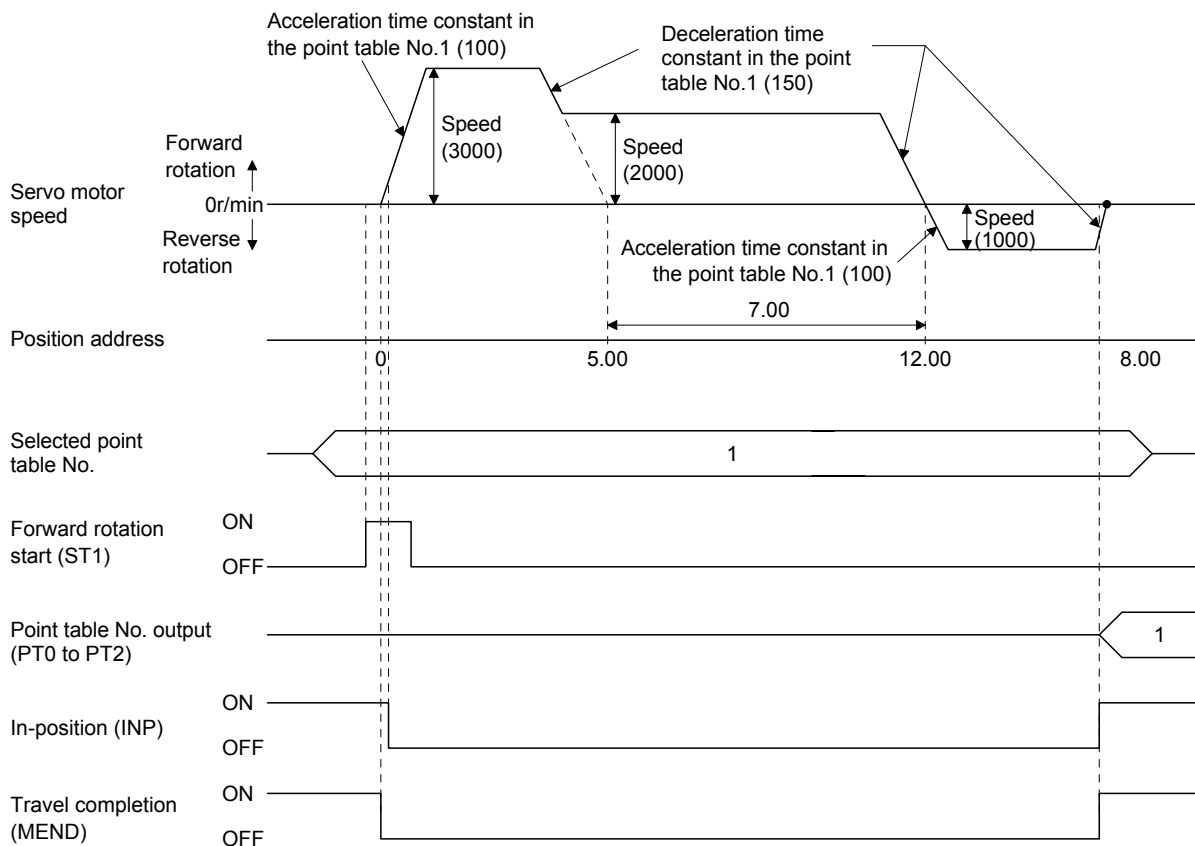 Acceleration time constant in
the point table No.1 (100)
Deceleration time
constant in the point
table No.1 (150)
Speed
(3000)
Speed
(2000)
Forward
rotation
Servo motor
speed
0r/min
Reverse
rotation
Speed
(1000)
Acceleration time constant in
the point table No.1 (100)
7.00
Position address
0
5.00
12.00
8.00
Selected point
table No.
1
Forward rotation
start (ST1)
ON
OFF
Point table No. output
(PT0 to PT2)
1
In-position (INP)
ON
OFF
Travel completion
(MEND)
ON
OFF